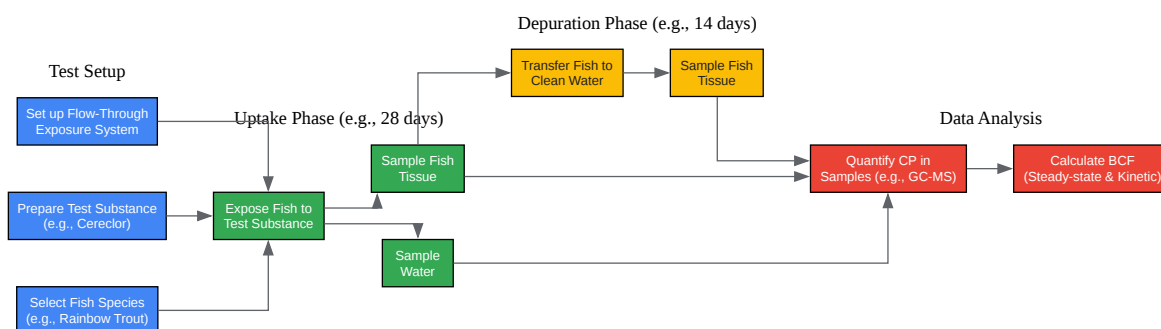 Depuration Phase (e.g., 14 days)
Transfer Fish to
Clean Water
Sample Fish
Tissue
Test Setup
Set up Flow-Through
Exposure System
Uptake Phase (e.g., 28 days)
Data Analysis
Sample Fish
Tissue
Quantify CP in
Samples (e.g., GC-MS)
Calculate BCF
(Steady-state & Kinetic)
Prepare Test Substance
(e.g., Cereclor)
Expose Fish to
Test Substance
Sample
Water
Select Fish Species
(e.g., Rainbow Trout)